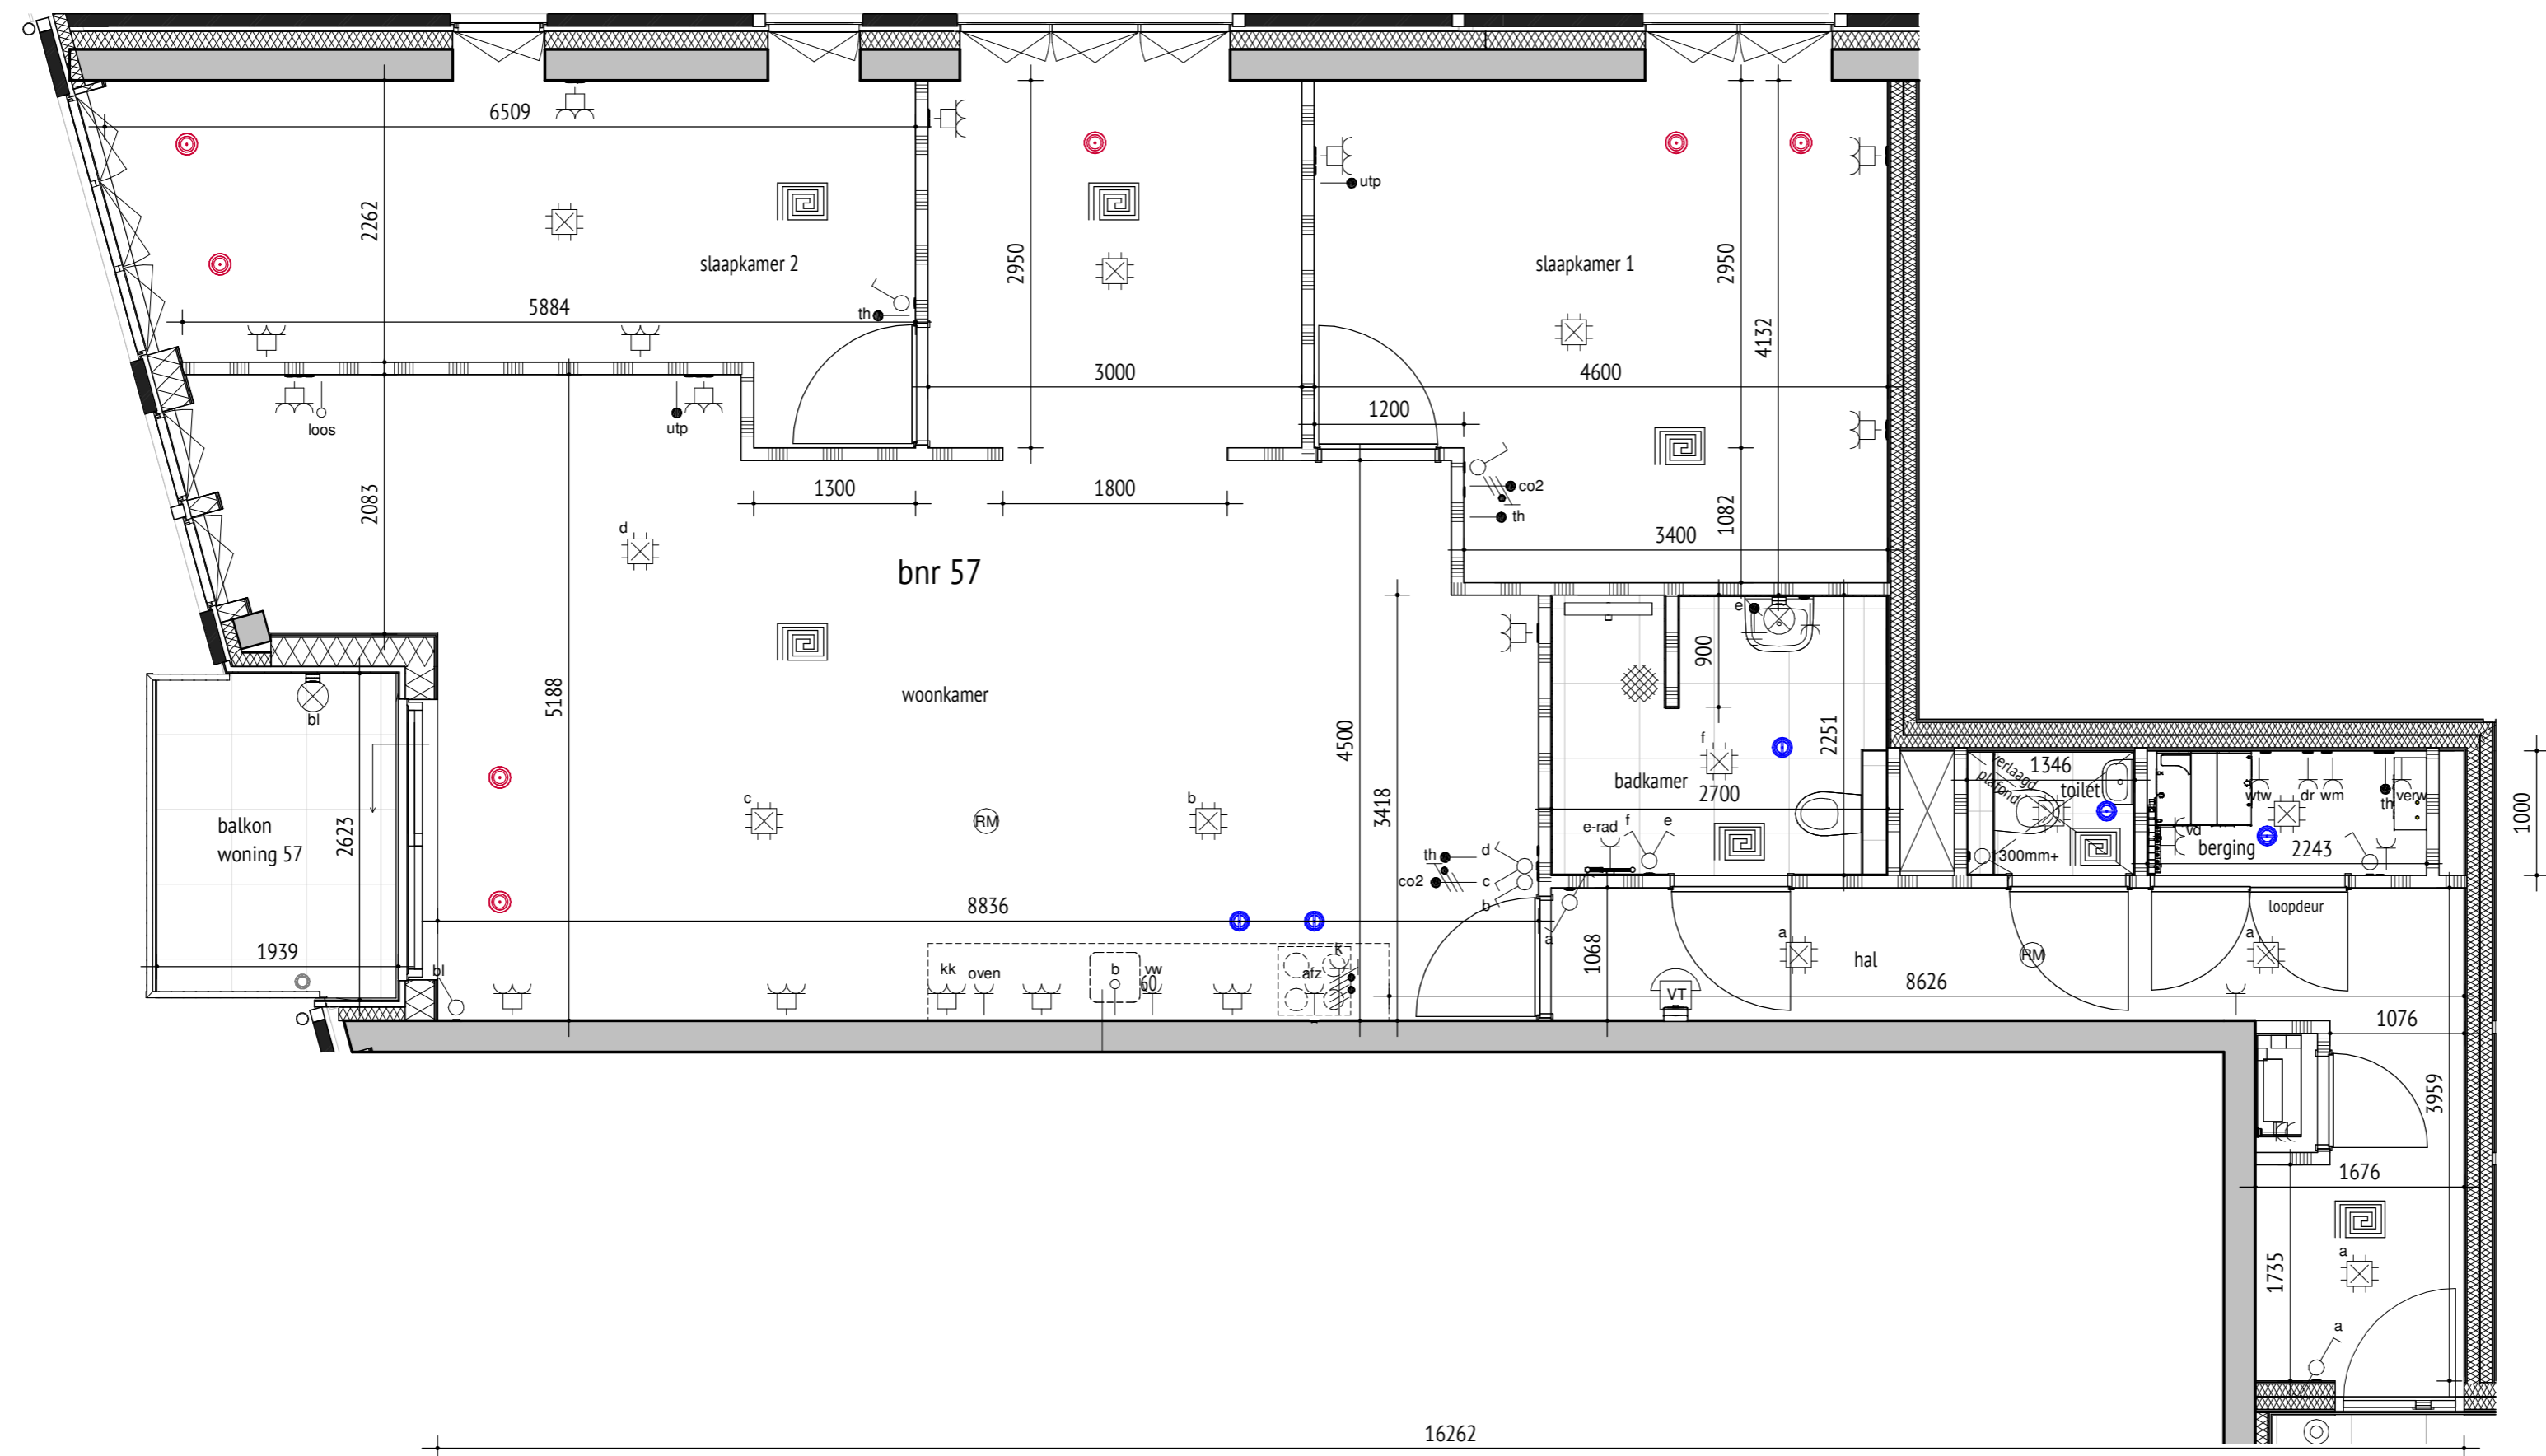 6509
2262
slaapkamer 2
5884
th
2950
3000
utp
slaapkamer 1
2950
4132
4600
1200
loos
utp
2083
1300
1800
co2
th
1082
3400
d
bnr 57
5188
woonkamer
4500
3418
e
900
2251
f
badkamer
2700
e-rad
f
e
bl
balkon
woning 57
2623
1939
bl
c
RM
b
8836
th
co2
d
c
b
a
kk
oven
b
vw
60
afz
k
verlaagd
plafond
1346
toilet
1300mm+
wtw
dr
wm
th
verw
vd
berging
2243
1000
loopdeur
1068
a
hal
RM
a
8626
VT
1076
3959
1676
1735
a
a
16262